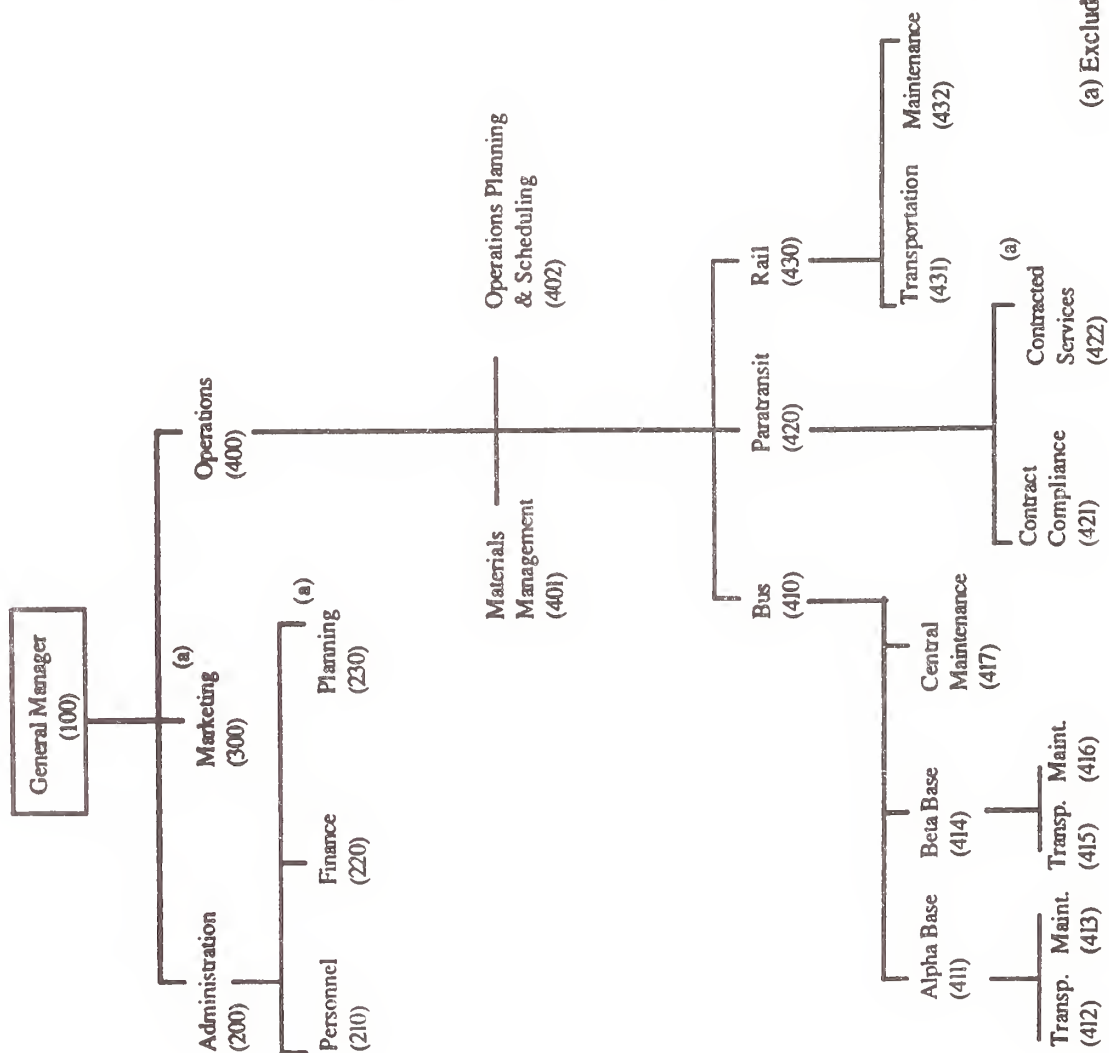 General Manager
(100)
Administration
(200)
Marketing
(300)
(a)
Operations
(400)
Personnel
(210)
Finance
(220)
Planning
(230)
(a)
Materials
Management
(401)
Operations Planning
& Scheduling
(402)
Bus
(410)
Paratransit
(420)
Rail
(430)
Alpha Base
(411)
Beta Base
(414)
Central
Maintenance
(417)
Transportation
(431)
Maintenance
(432)
Transp.
(412)
Maint.
(413)
Transp.
(415)
Maint.
(416)
Contract
Compliance
(421)
Contracted
Services
(422)
(a)
(a) Exclud